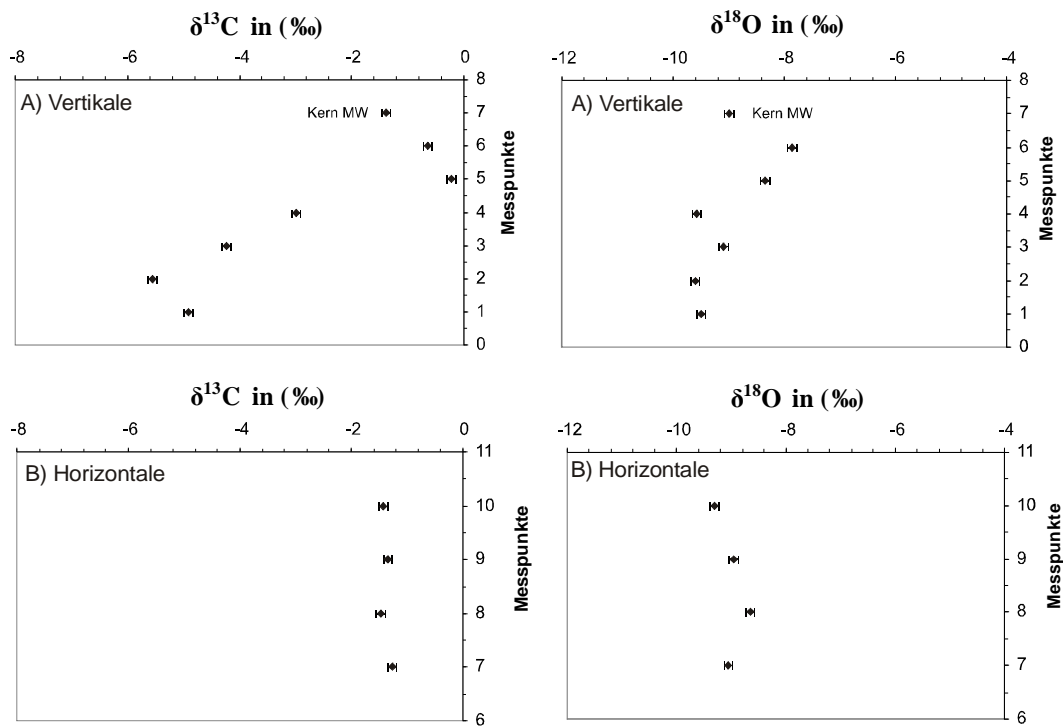 δ¹³C in (‰)
-8 -6 -4 -2 0
A) Vertikale
Kern MW
8
7
6
5
4
3
2
1
0
Messpunkte
δ¹⁸O in (‰)
-12 -10 -8 -6 -4
A) Vertikale
Kern MW
8
7
6
5
4
3
2
1
0
Messpunkte
δ¹³C in (‰)
-8 -6 -4 -2 0
B) Horizontale
11
10
9
8
7
6
Messpunkte
δ¹⁸O in (‰)
-12 -10 -8 -6 -4
B) Horizontale
11
10
9
8
7
6
Messpunkte